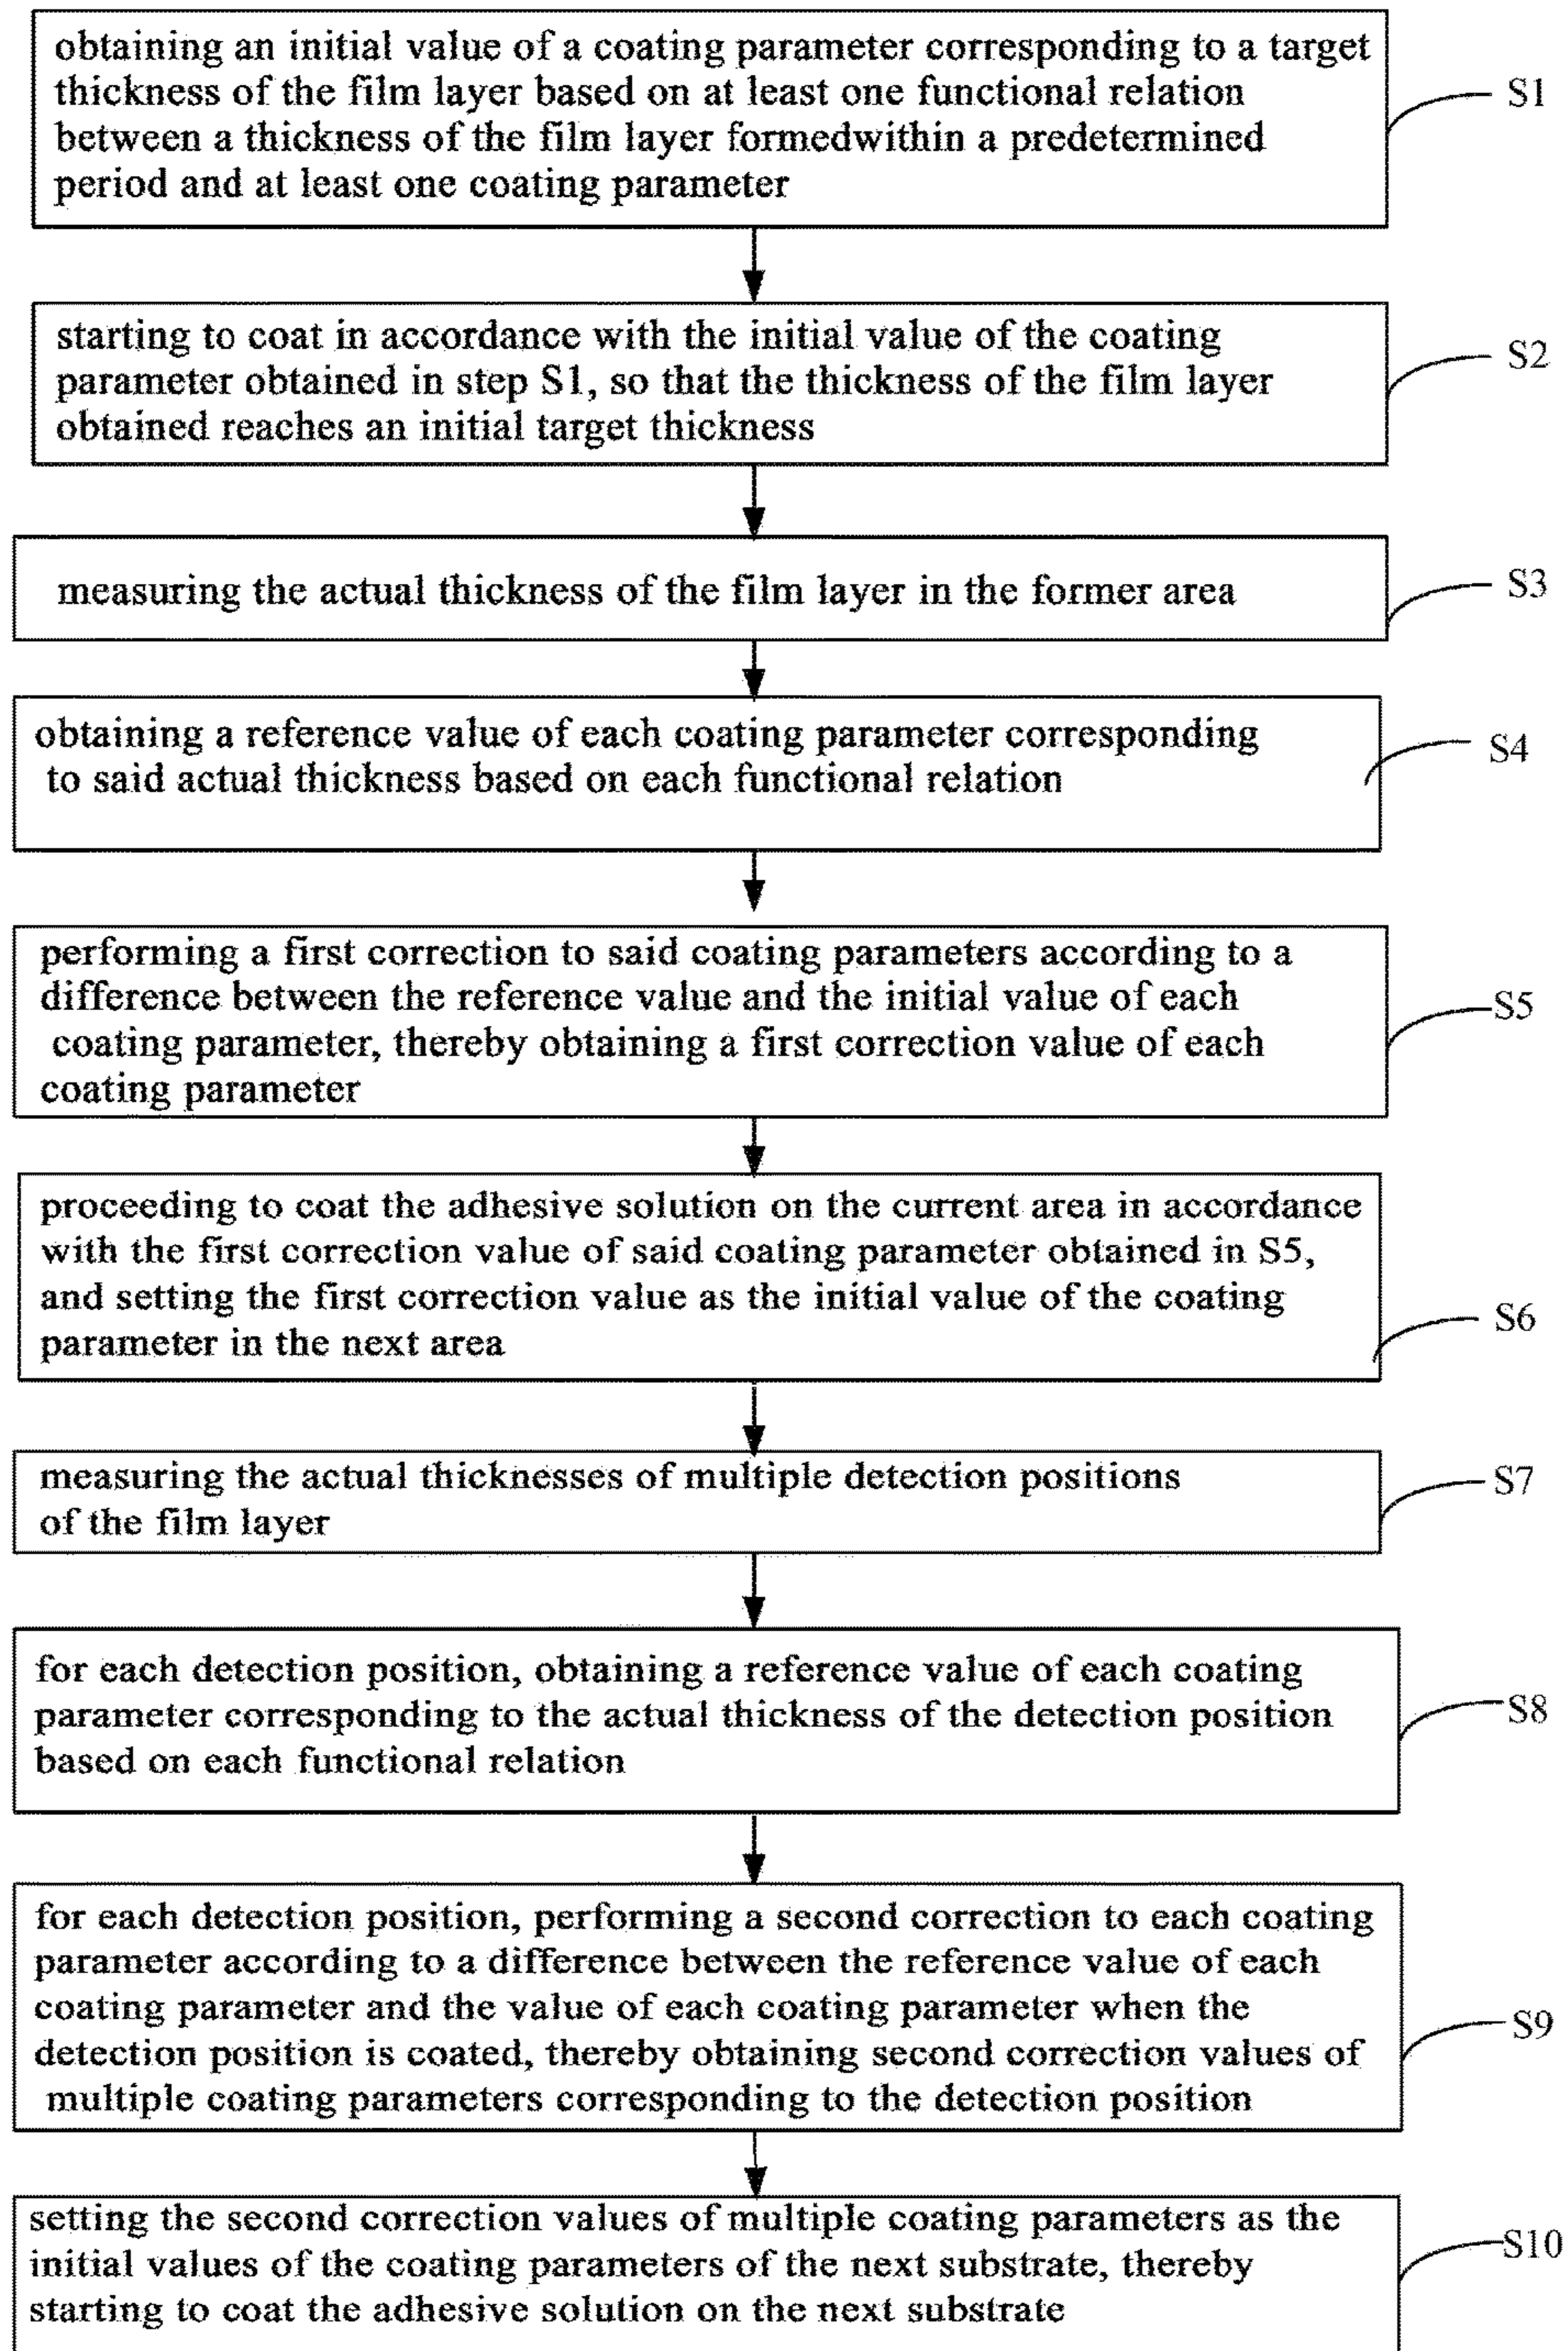 obtaining an initial value of a coating parameter corresponding to a target
thickness of the film layer based on at least one functional relation
between a thickness of the film layer formedwithin a predetermined
period and at least one coating parameter
S1
starting to coat in accordance with the initial value of the coating
parameter obtained in step S1, so that the thickness of the film layer
obtained reaches an initial target thickness
S2
measuring the actual thickness of the film layer in the former area
S3
obtaining a reference value of each coating parameter corresponding
to said actual thickness based on each functional relation
S4
performing a first correction to said coating parameters according to a
difference between the reference value and the initial value of each
coating parameter, thereby obtaining a first correction value of each
coating parameter
S5
proceeding to coat the adhesive solution on the current area in accordance
with the first correction value of said coating parameter obtained in S5,
and setting the first correction value as the initial value of the coating
parameter in the next area
S6
measuring the actual thicknesses of multiple detection positions
of the film layer
S7
for each detection position, obtaining a reference value of each coating
parameter corresponding to the actual thickness of the detection position
based on each functional relation
S8
for each detection position, performing a second correction to each coating
parameter according to a difference between the reference value of each
coating parameter and the value of each coating parameter when the
detection position is coated, thereby obtaining second correction values of
multiple coating parameters corresponding to the detection position
S9
setting the second correction values of multiple coating parameters as the
initial values of the coating parameters of the next substrate, thereby
starting to coat the adhesive solution on the next substrate
S10